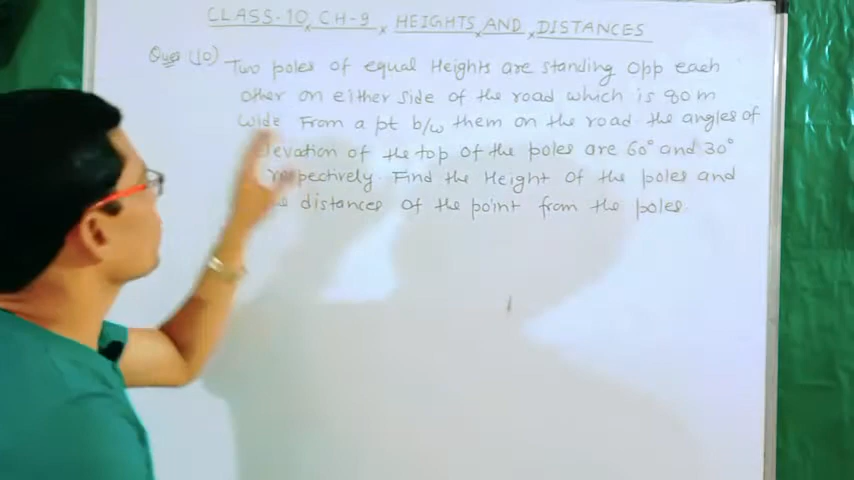 CLASS-10, CH-9 HEIGHTS AND DISTANCES
Ques (10) Two poles of equal Heights are standing opp each
other on either side of the road which is 80 m
wide From a pt b/w them on the road the angles of
elevation of the top of the poles are 60° and 30°
respectively. Find the Height of the poles and
distances of the point from the poles.